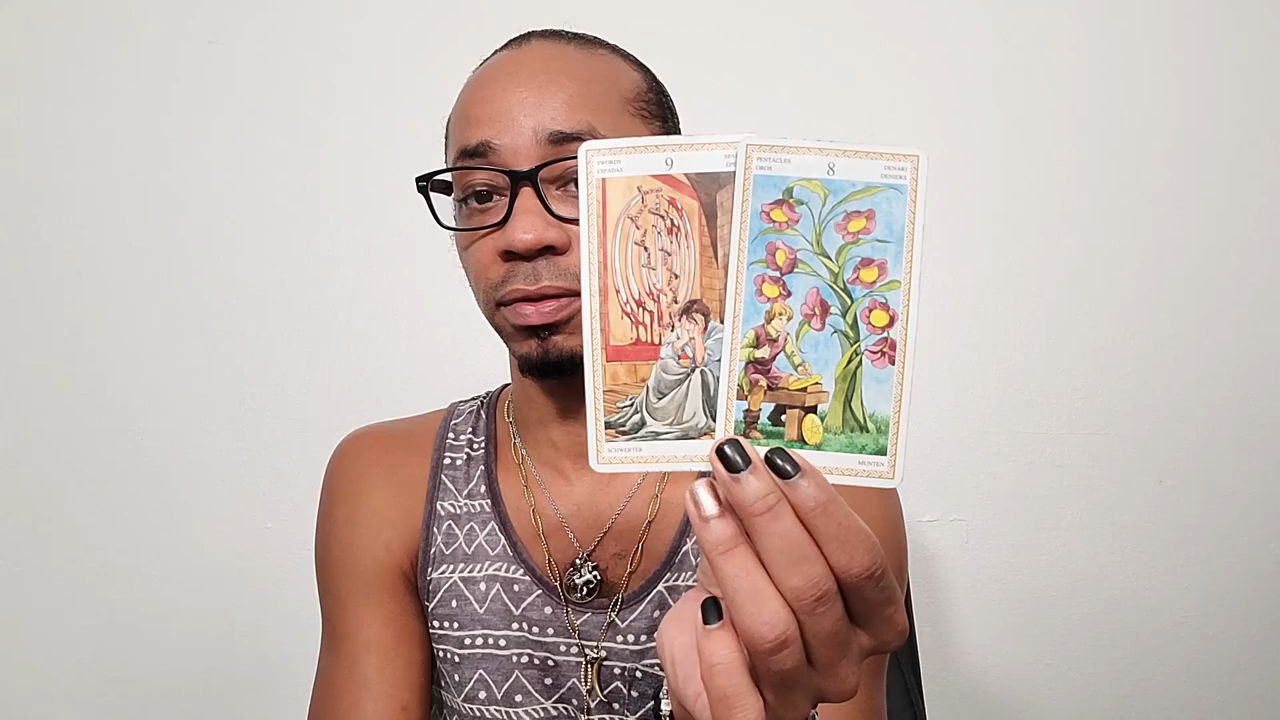 SWORDS 9
ESPADAS
SCHWERTER
PENTACLES 8 DENARI
OROS DENIERS
MUNTEN